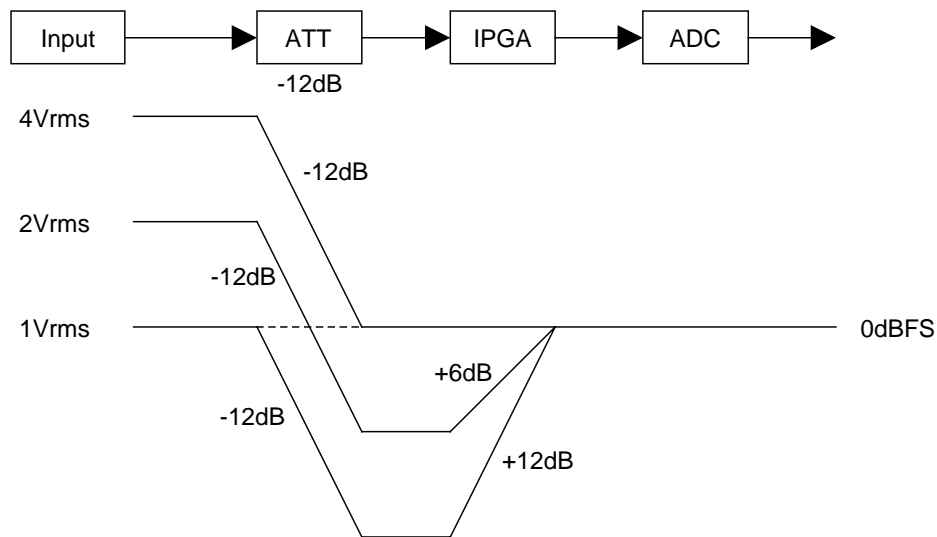 Input
ATT
IPGA
ADC
-12dB
4Vrms
-12dB
2Vrms
-12dB
1Vrms
0dBFS
+6dB
-12dB
+12dB